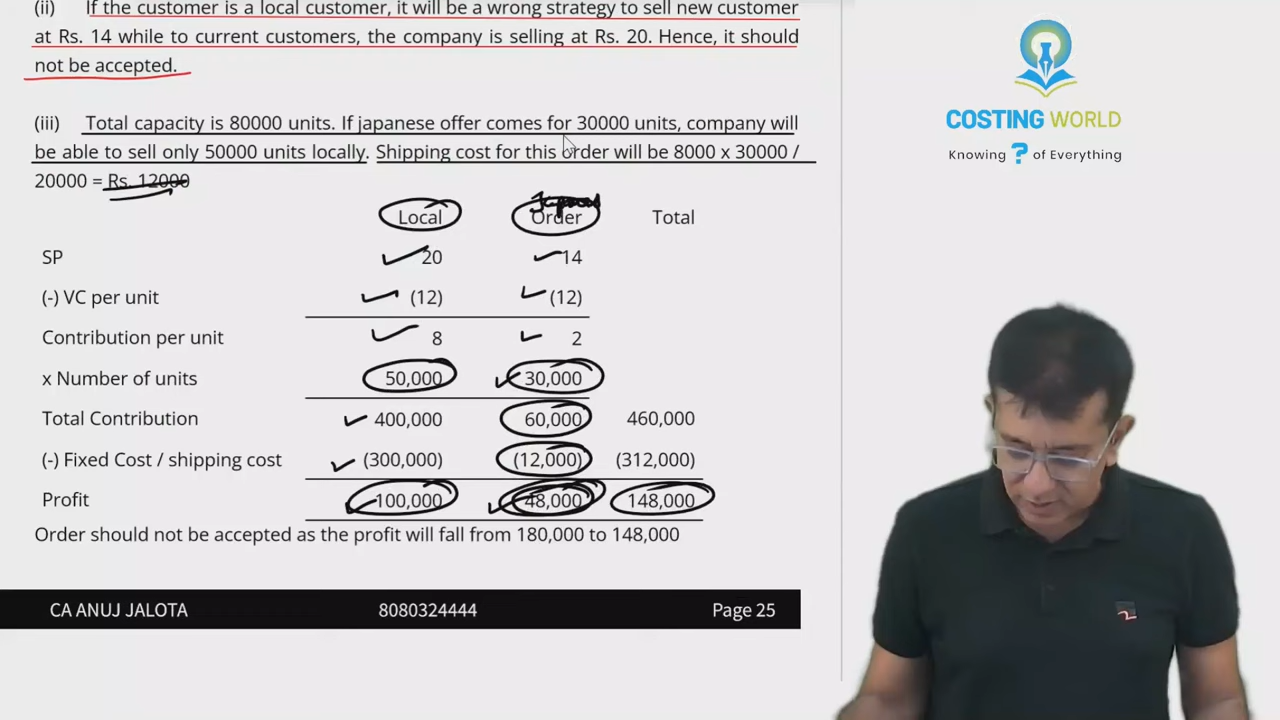 (ii) If the customer is a local customer, it will be a wrong strategy to sell new customer
at Rs. 14 while to current customers, the company is selling at Rs. 20. Hence, it should
not be accepted.
(iii) Total capacity is 80000 units. If japanese offer comes for 30000 units, company will
be able to sell only 50000 units locally. Shipping cost for this order will be 8000 x 30000 /
20000 = Rs. 12000
Local Order Total
SP 20 14
(-) VC per unit (12) (12)
Contribution per unit 8 2
x Number of units 50,000 30,000
Total Contribution 400,000 60,000 460,000
(-) Fixed Cost / shipping cost (300,000) (12,000) (312,000)
Profit 100,000 48,000 148,000
Order should not be accepted as the profit will fall from 180,000 to 148,000
CA ANUJ JALOTA 8080324444 Page 25
COSTING WORLD
Knowing ? of Everything